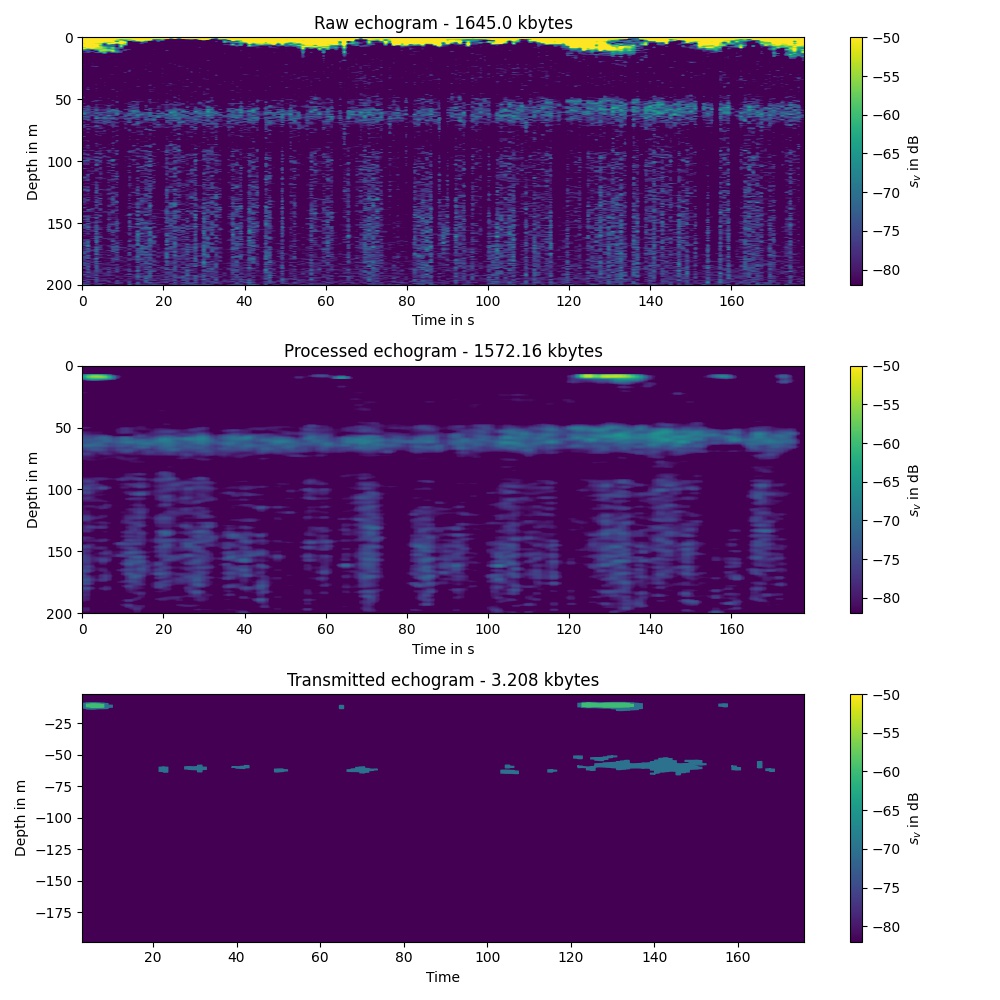 Raw echogram - 1645.0 kbytes
0
50
100
150
200
Depth in m
0 20 40 60 80 100 120 140 160
Time in s
−50
−55
−60
−65
−70
−75
−80
sv in dB
Processed echogram - 1572.16 kbytes
0
50
100
150
200
Depth in m
0 20 40 60 80 100 120 140 160
Time in s
−50
−55
−60
−65
−70
−75
−80
sv in dB
Transmitted echogram - 3.208 kbytes
−25
−50
−75
−100
−125
−150
−175
Depth in m
20 40 60 80 100 120 140 160
Time
−50
−55
−60
−65
−70
−75
−80
sv in dB